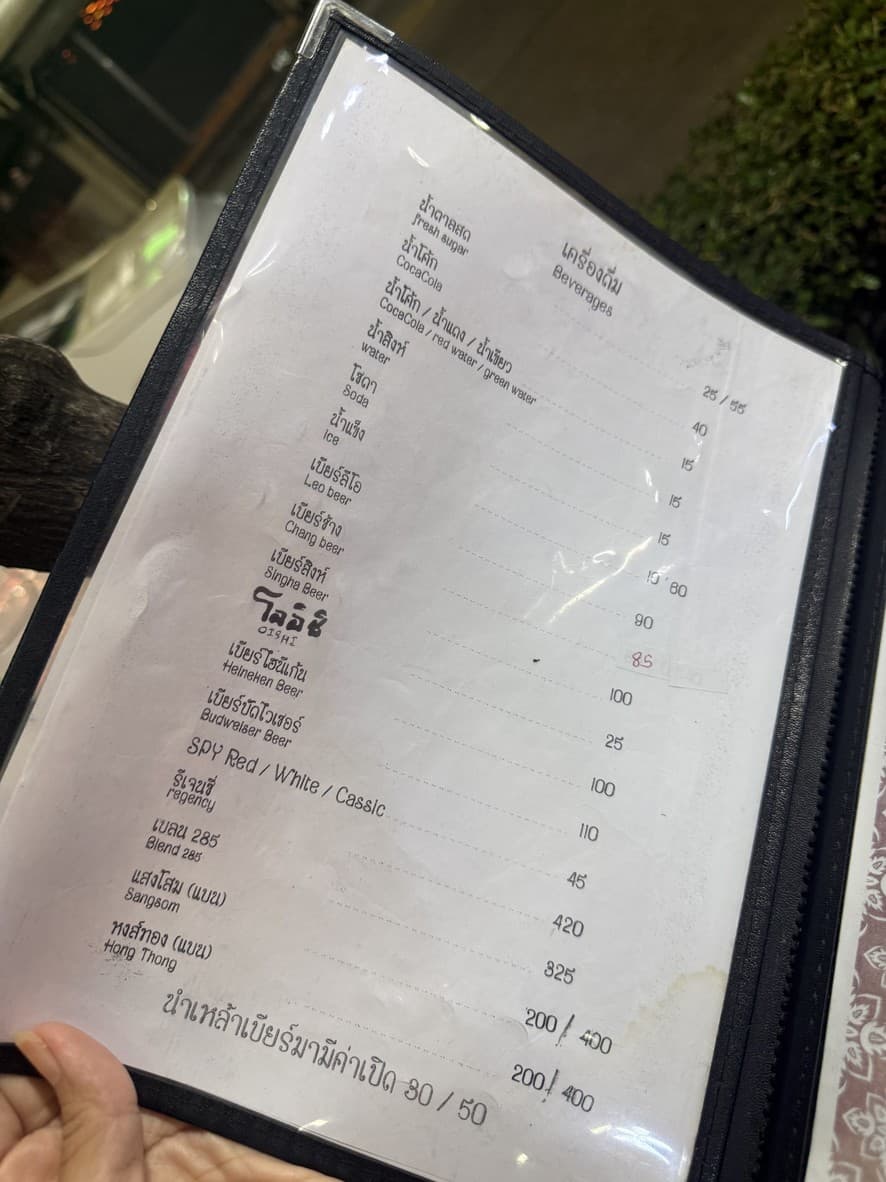 เครื่องดื่ม
Beverages
น้ำตาลสด 25 / 55
fresh sugar
น้ำโค้ก 40
CocaCola
น้ำโค้ก / น้ำแดง / น้ำเขียว 15
CocaCola / red water / green water
น้ำสิงห์ 15
water
โซดา 15
Soda
น้ำแข็ง 10
ice
เบียร์ลีโอ 90
Leo beer
เบียร์ช้าง 85
Chang beer
เบียร์สิงห์ 100
Singha Beer
โออิชิ 25
OISHI
เบียร์ไฮเนเก้น 100
Heineken Beer
เบียร์บัดไวเซอร์ 110
Budweiser Beer
SPY Red / White / Cassic 45
รีเจนซี่ 420
regency
เบลน 285 325
Blend 285
แสงโสม (แบน) 200 / 400
Sangsom
หงส์ทอง (แบน) 200 / 400
Hong Thong
นำเหล้าเบียร์มามีค่าเปิด 30 / 50